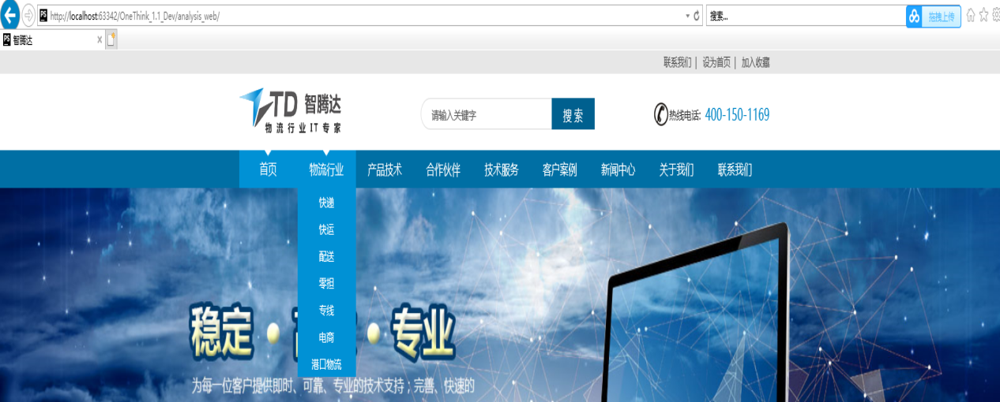 http://localhost:63342/OneThink_1.1_Dev/analysis_web/
搜索...
拖拽上传
智腾达
联系我们 | 设为首页 | 加入收藏
TD 智腾达
物流行业IT专家
请输入关键字
搜索
热线电话: 400-150-1169
首页 物流行业 产品技术 合作伙伴 技术服务 客户案例 新闻中心 关于我们 联系我们
快递
快运
配送
零担
专线
电商
港口物流
稳定 · · 专业
为每一位客户提供即时、可靠、专业的技术支持；完善、快速的